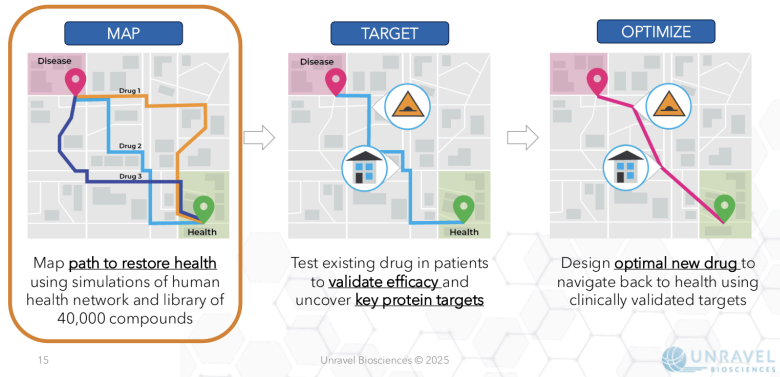 MAP
Disease
Drug 1
Drug 2
Drug 3
Health
Map path to restore health
using simulations of human
health network and library of
40,000 compounds
TARGET
Disease
Health
Test existing drug in patients
to validate efficacy and
uncover key protein targets
OPTIMIZE
Design optimal new drug to
navigate back to health using
clinically validated targets
15
Unravel Biosciences © 2025
UNRAVEL
BIOSCIENCES